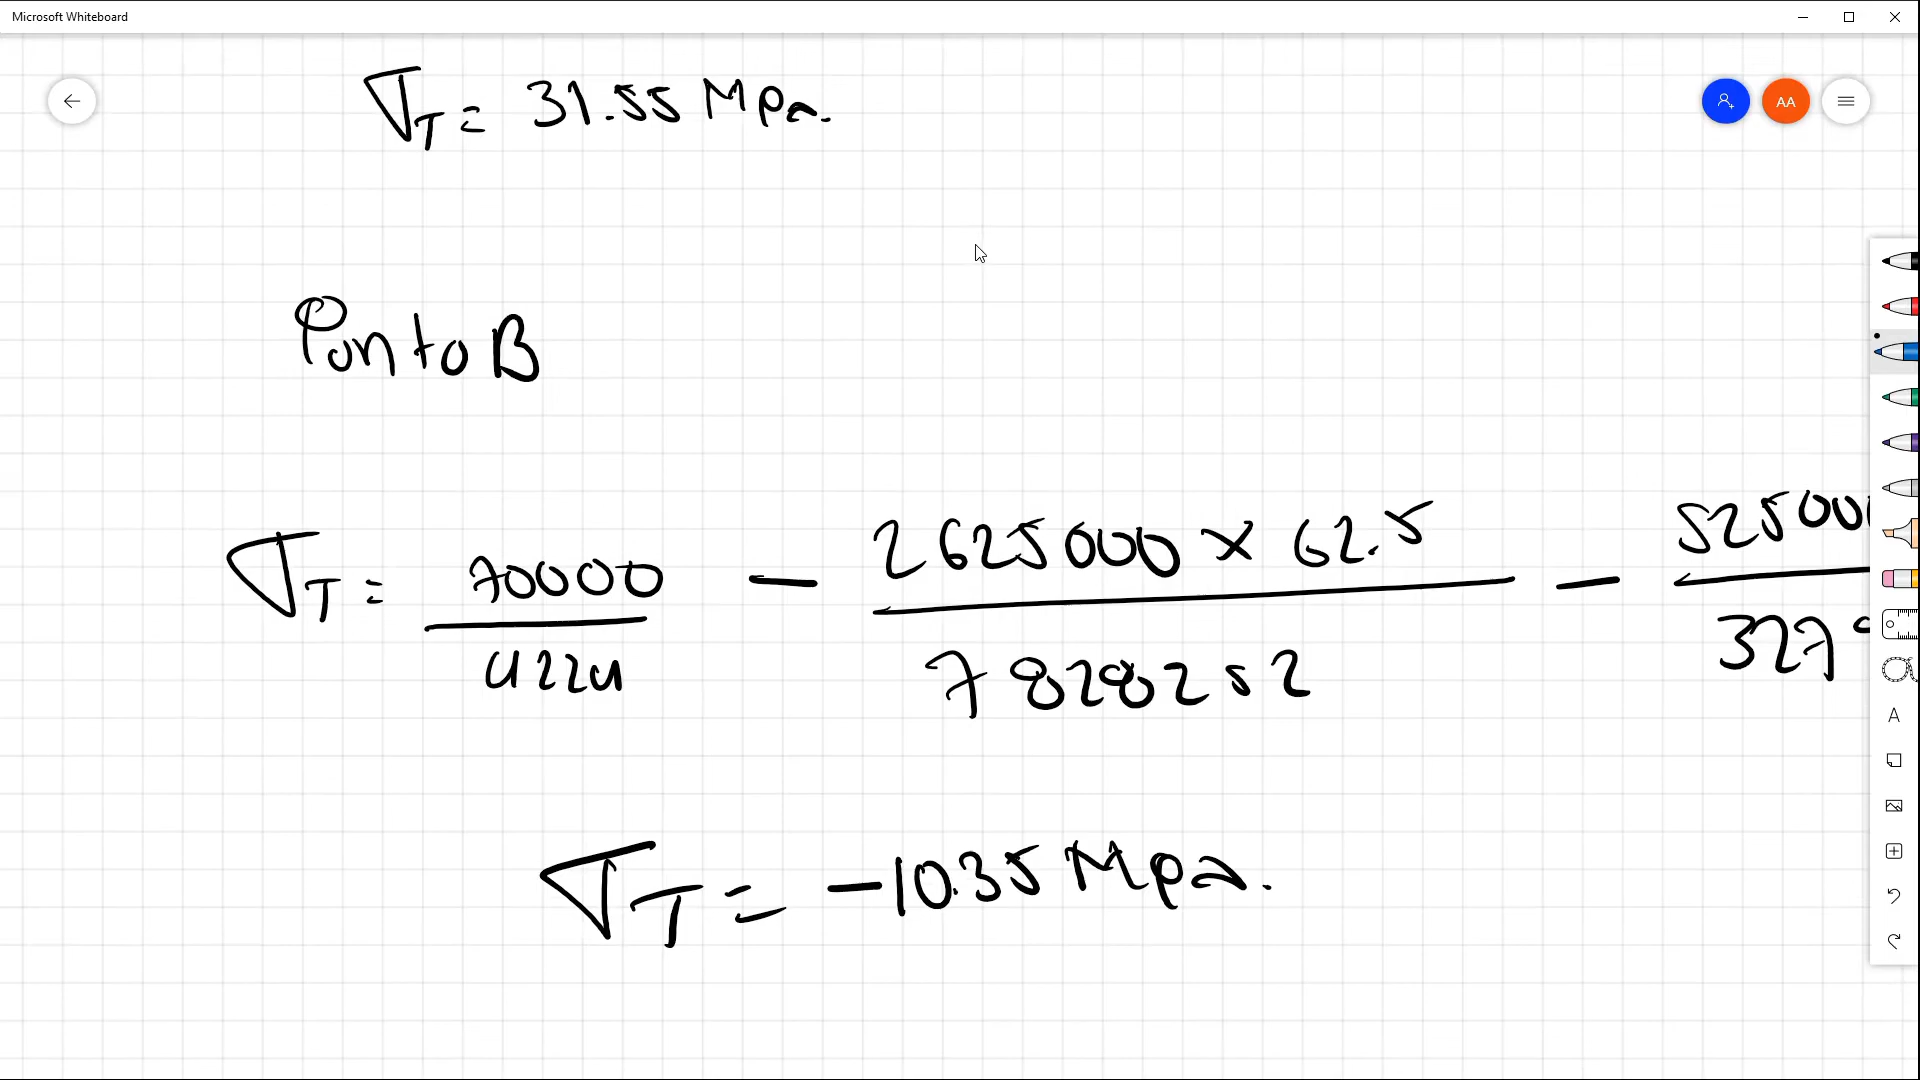 Microsoft Whiteboard
σT = 31.55 Mpa.
AA
Ponto B
σT = 70000 / 4224 — 2625000 x 62.5 / 7828252 — 525000 / 327
σT = -10.35 Mpa.
A